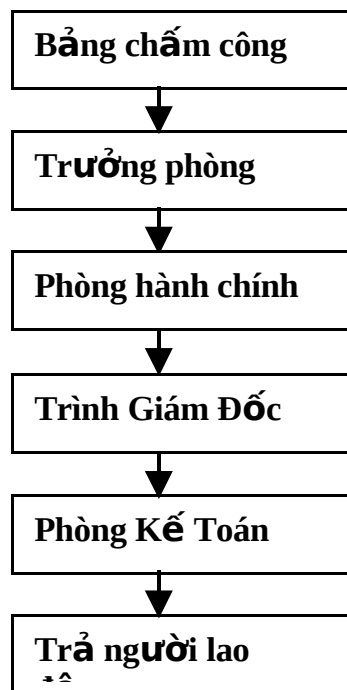 Bảng chấm công
Trưởng phòng
Phòng hành chính
Trình Giám Đốc
Phòng Kế Toán
Trả người lao